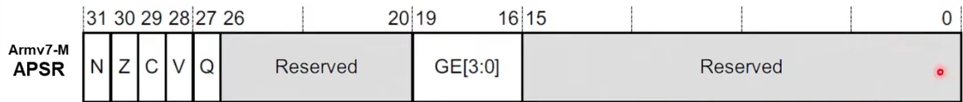 31 30 29 28 27 26 20 19 16 15 0
Armv7-M
APSR
N Z C V Q Reserved GE[3:0] Reserved